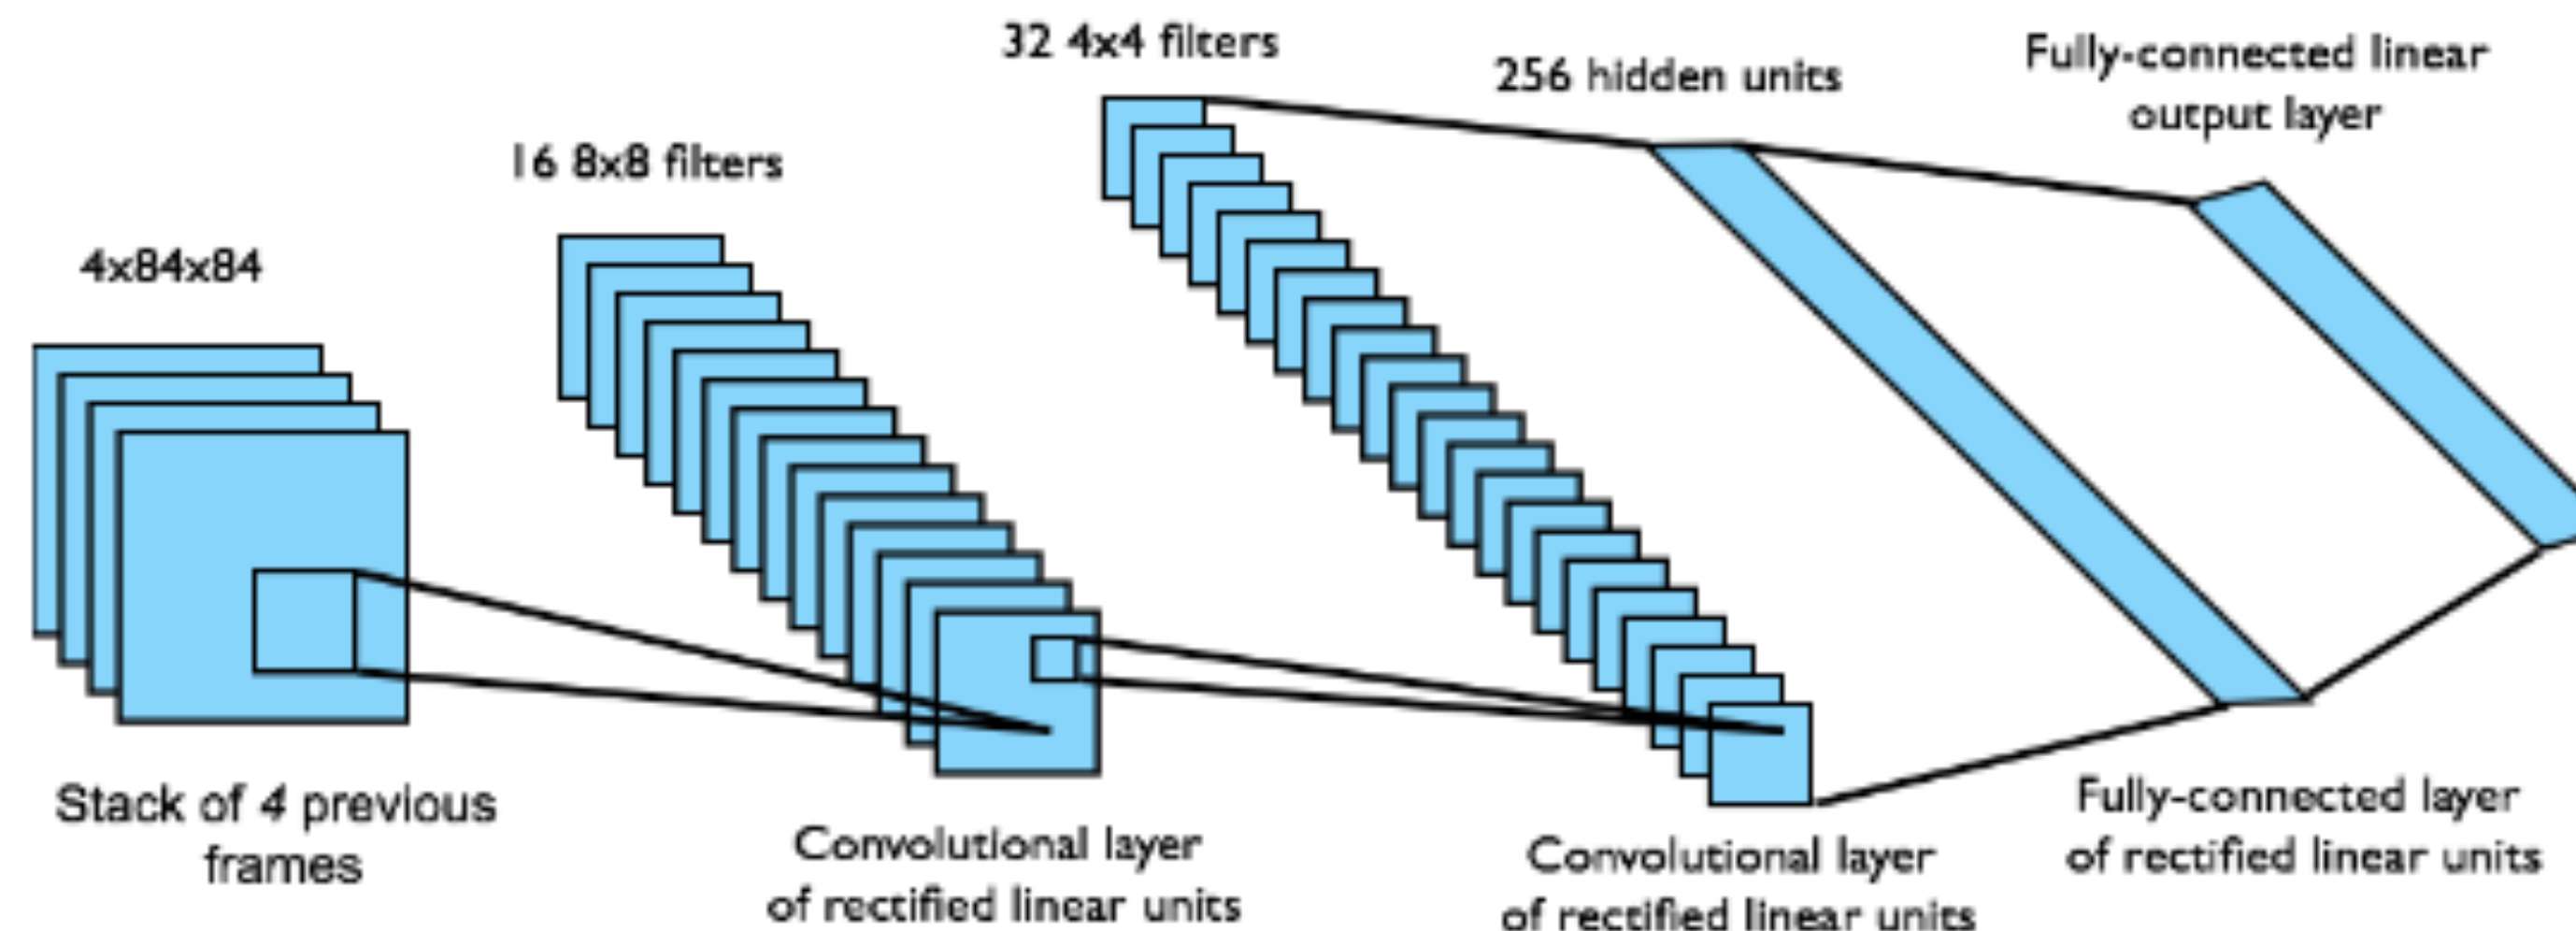 4x84x84
16 8x8 filters
32 4x4 filters
256 hidden units
Fully-connected linear
output layer
Stack of 4 previous
frames
Convolutional layer
of rectified linear units
Convolutional layer
of rectified linear units
Fully-connected layer
of rectified linear units